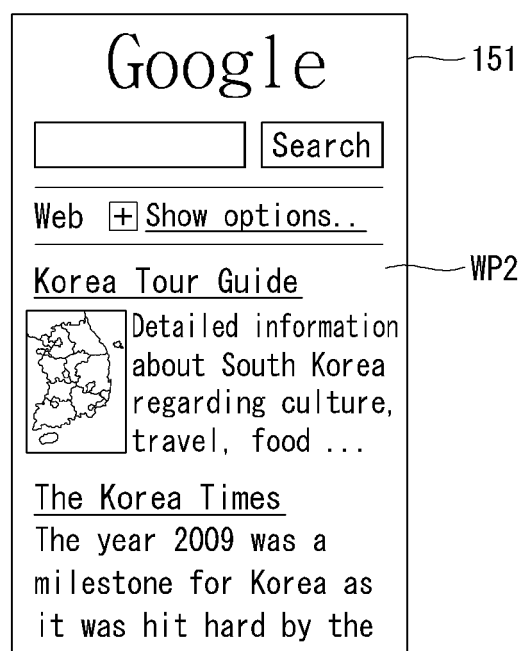 Google
151
Search
Web + Show options..
WP2
Korea Tour Guide
Detailed information
about South Korea
regarding culture,
travel, food ...
The Korea Times
The year 2009 was a
milestone for Korea as
it was hit hard by the